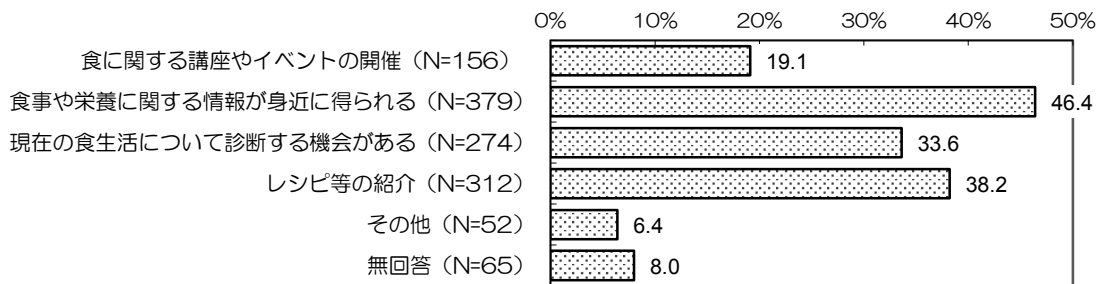 0% 10% 20% 30% 40% 50%
食に関する講座やイベントの開催（N=156） 19.1
食事や栄養に関する情報が身近に得られる（N=379） 46.4
現在の食生活について診断する機会がある（N=274） 33.6
レシピ等の紹介（N=312） 38.2
その他（N=52） 6.4
無回答（N=65） 8.0